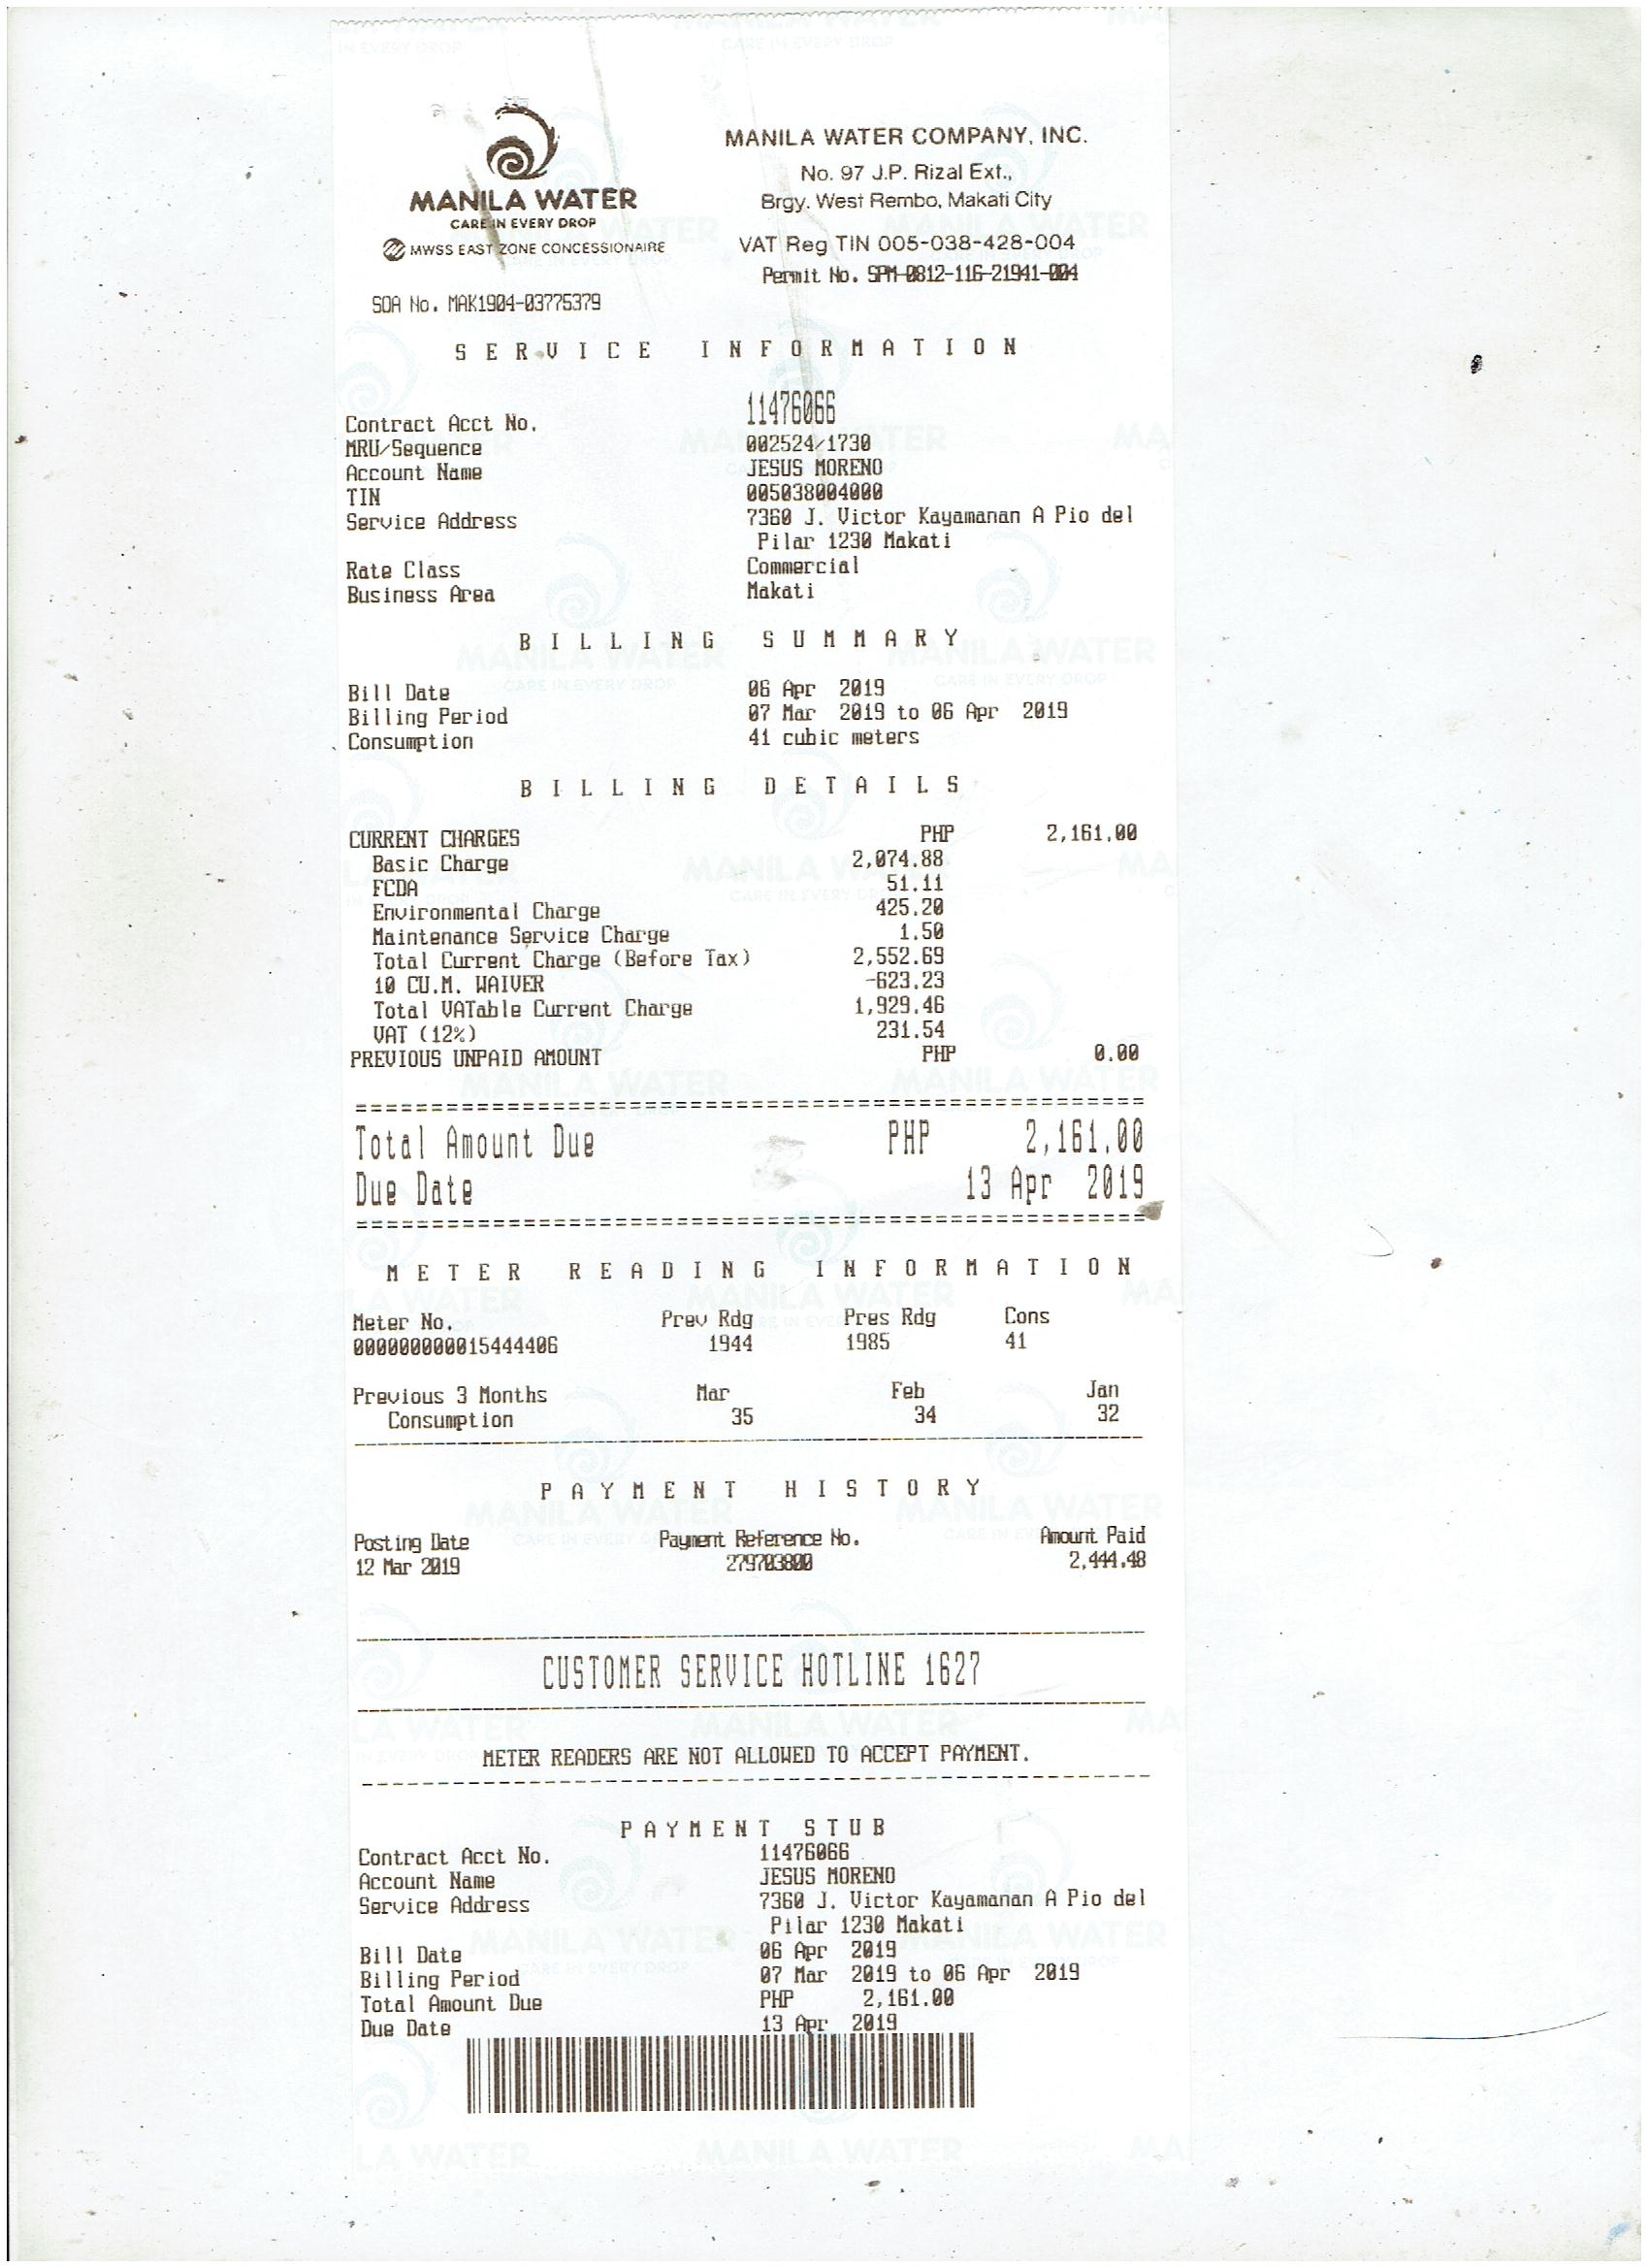 MANILA WATER
CARE IN EVERY DROP
MWSS EAST ZONE CONCESSIONAIRE
MANILA WATER COMPANY, INC.
No. 97 J.P. Rizal Ext.,
Brgy. West Rembo, Makati City
VAT Reg TIN 005-038-428-004
Permit No. SPM-0812-116-21941-004
SOA No. MAK1904-03775379
SERVICE INFORMATION
Contract Acct No. 11476066
MRU/Sequence 002524/1730
Account Name JESUS MORENO
TIN 005038004000
Service Address 7360 J. Victor Kayamanan A Pio del
Pilar 1230 Makati
Rate Class Commercial
Business Area Makati
BILLING SUMMARY
Bill Date 06 Apr 2019
Billing Period 07 Mar 2019 to 06 Apr 2019
Consumption 41 cubic meters
BILLING DETAILS
CURRENT CHARGES PHP 2,161.00
Basic Charge 2,074.88
FCDA 51.11
Environmental Charge 425.20
Maintenance Service Charge 1.50
Total Current Charge (Before Tax) 2,552.69
10 CU.M. WAIVER -623.23
Total VATable Current Charge 1,929.46
VAT (12%) 231.54
PREVIOUS UNPAID AMOUNT PHP 0.00
Total Amount Due PHP 2,161.00
Due Date 13 Apr 2019
METER READING INFORMATION
Meter No. Prev Rdg Pres Rdg Cons
000000000015444406 1944 1985 41
Previous 3 Months Mar Feb Jan
Consumption 35 34 32
PAYMENT HISTORY
Posting Date Payment Reference No. Amount Paid
12 Mar 2019 279703800 2,444.48
CUSTOMER SERVICE HOTLINE 1627
METER READERS ARE NOT ALLOWED TO ACCEPT PAYMENT.
PAYMENT STUB
Contract Acct No. 11476066
Account Name JESUS MORENO
Service Address 7360 J. Victor Kayamanan A Pio del
Pilar 1230 Makati
Bill Date 06 Apr 2019
Billing Period 07 Mar 2019 to 06 Apr 2019
Total Amount Due PHP 2,161.00
Due Date 13 Apr 2019